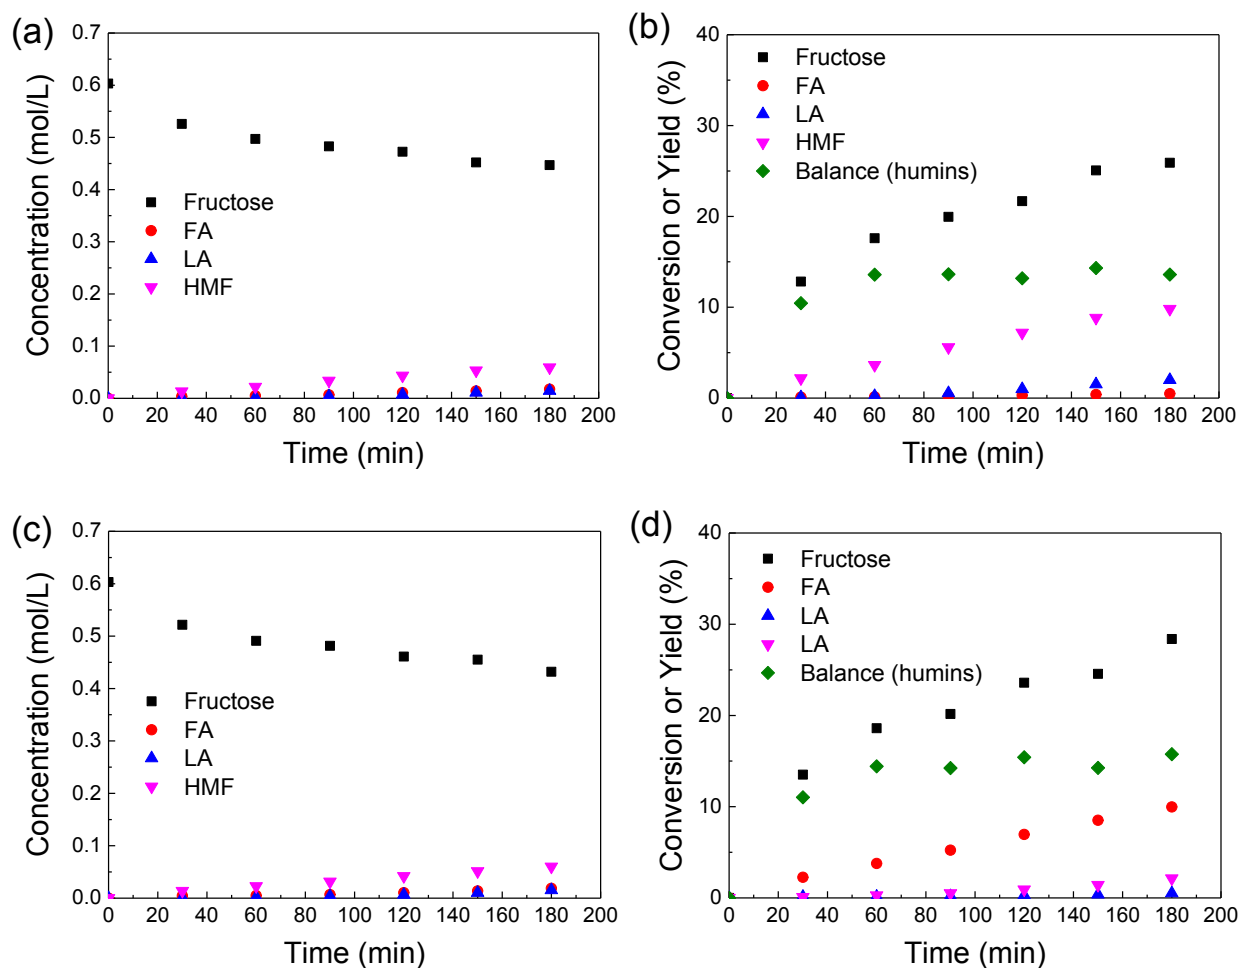 (a)
Concentration (mol/L)
0.7
0.6
0.5
0.4
0.3
0.2
0.1
0.0
Fructose
FA
LA
HMF
0 20 40 60 80 100 120 140 160 180 200
Time (min)
(b)
Conversion or Yield (%)
40
30
20
10
0
Fructose
FA
LA
HMF
Balance (humins)
0 20 40 60 80 100 120 140 160 180 200
Time (min)
(c)
Concentration (mol/L)
0.7
0.6
0.5
0.4
0.3
0.2
0.1
0.0
Fructose
FA
LA
HMF
0 20 40 60 80 100 120 140 160 180 200
Time (min)
(d)
Conversion or Yield (%)
40
30
20
10
0
Fructose
FA
LA
LA
Balance (humins)
0 20 40 60 80 100 120 140 160 180 200
Time (min)